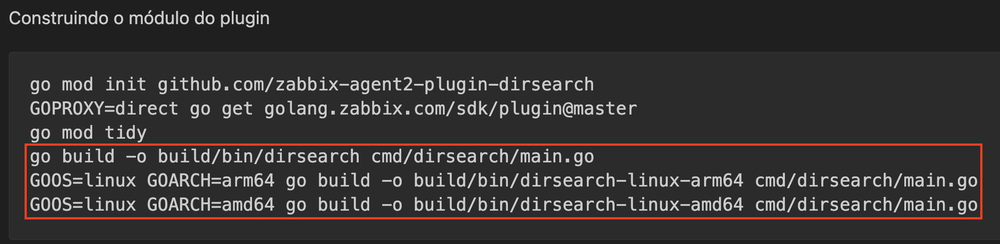 Construindo o módulo do plugin
go mod init github.com/zabbix-agent2-plugin-dirsearch
GOPROXY=direct go get golang.zabbix.com/sdk/plugin@master
go mod tidy
go build -o build/bin/dirsearch cmd/dirsearch/main.go
GOOS=linux GOARCH=arm64 go build -o build/bin/dirsearch-linux-arm64 cmd/dirsearch/main.go
GOOS=linux GOARCH=amd64 go build -o build/bin/dirsearch-linux-amd64 cmd/dirsearch/main.go